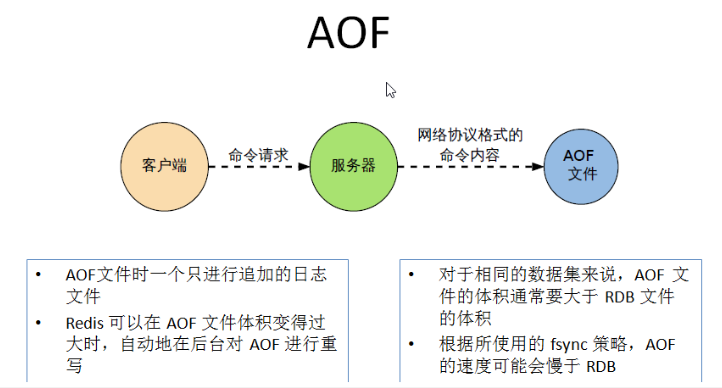 AOF
客户端
命令请求
服务器
网络协议格式的
命令内容
AOF
文件
• AOF文件时一个只进行追加的日志
文件
• Redis 可以在 AOF 文件体积变得过
大时，自动地在后台对 AOF 进行重
写
• 对于相同的数据集来说，AOF 文
件的体积通常要大于 RDB 文件
的体积
• 根据所使用的 fsync 策略，AOF
的速度可能会慢于 RDB